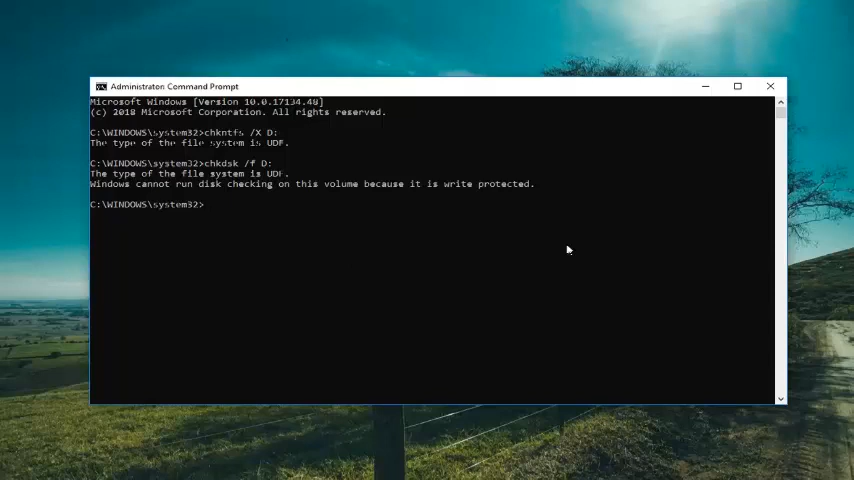 Administrator: Command Prompt
Microsoft Windows [Version 10.0.17134.48]
(c) 2018 Microsoft Corporation. All rights reserved.
C:\WINDOWS\system32>chkntfs /X D:
The type of the file system is UDF.
C:\WINDOWS\system32>chkdsk /f D:
The type of the file system is UDF.
Windows cannot run disk checking on this volume because it is write protected.
C:\WINDOWS\system32>